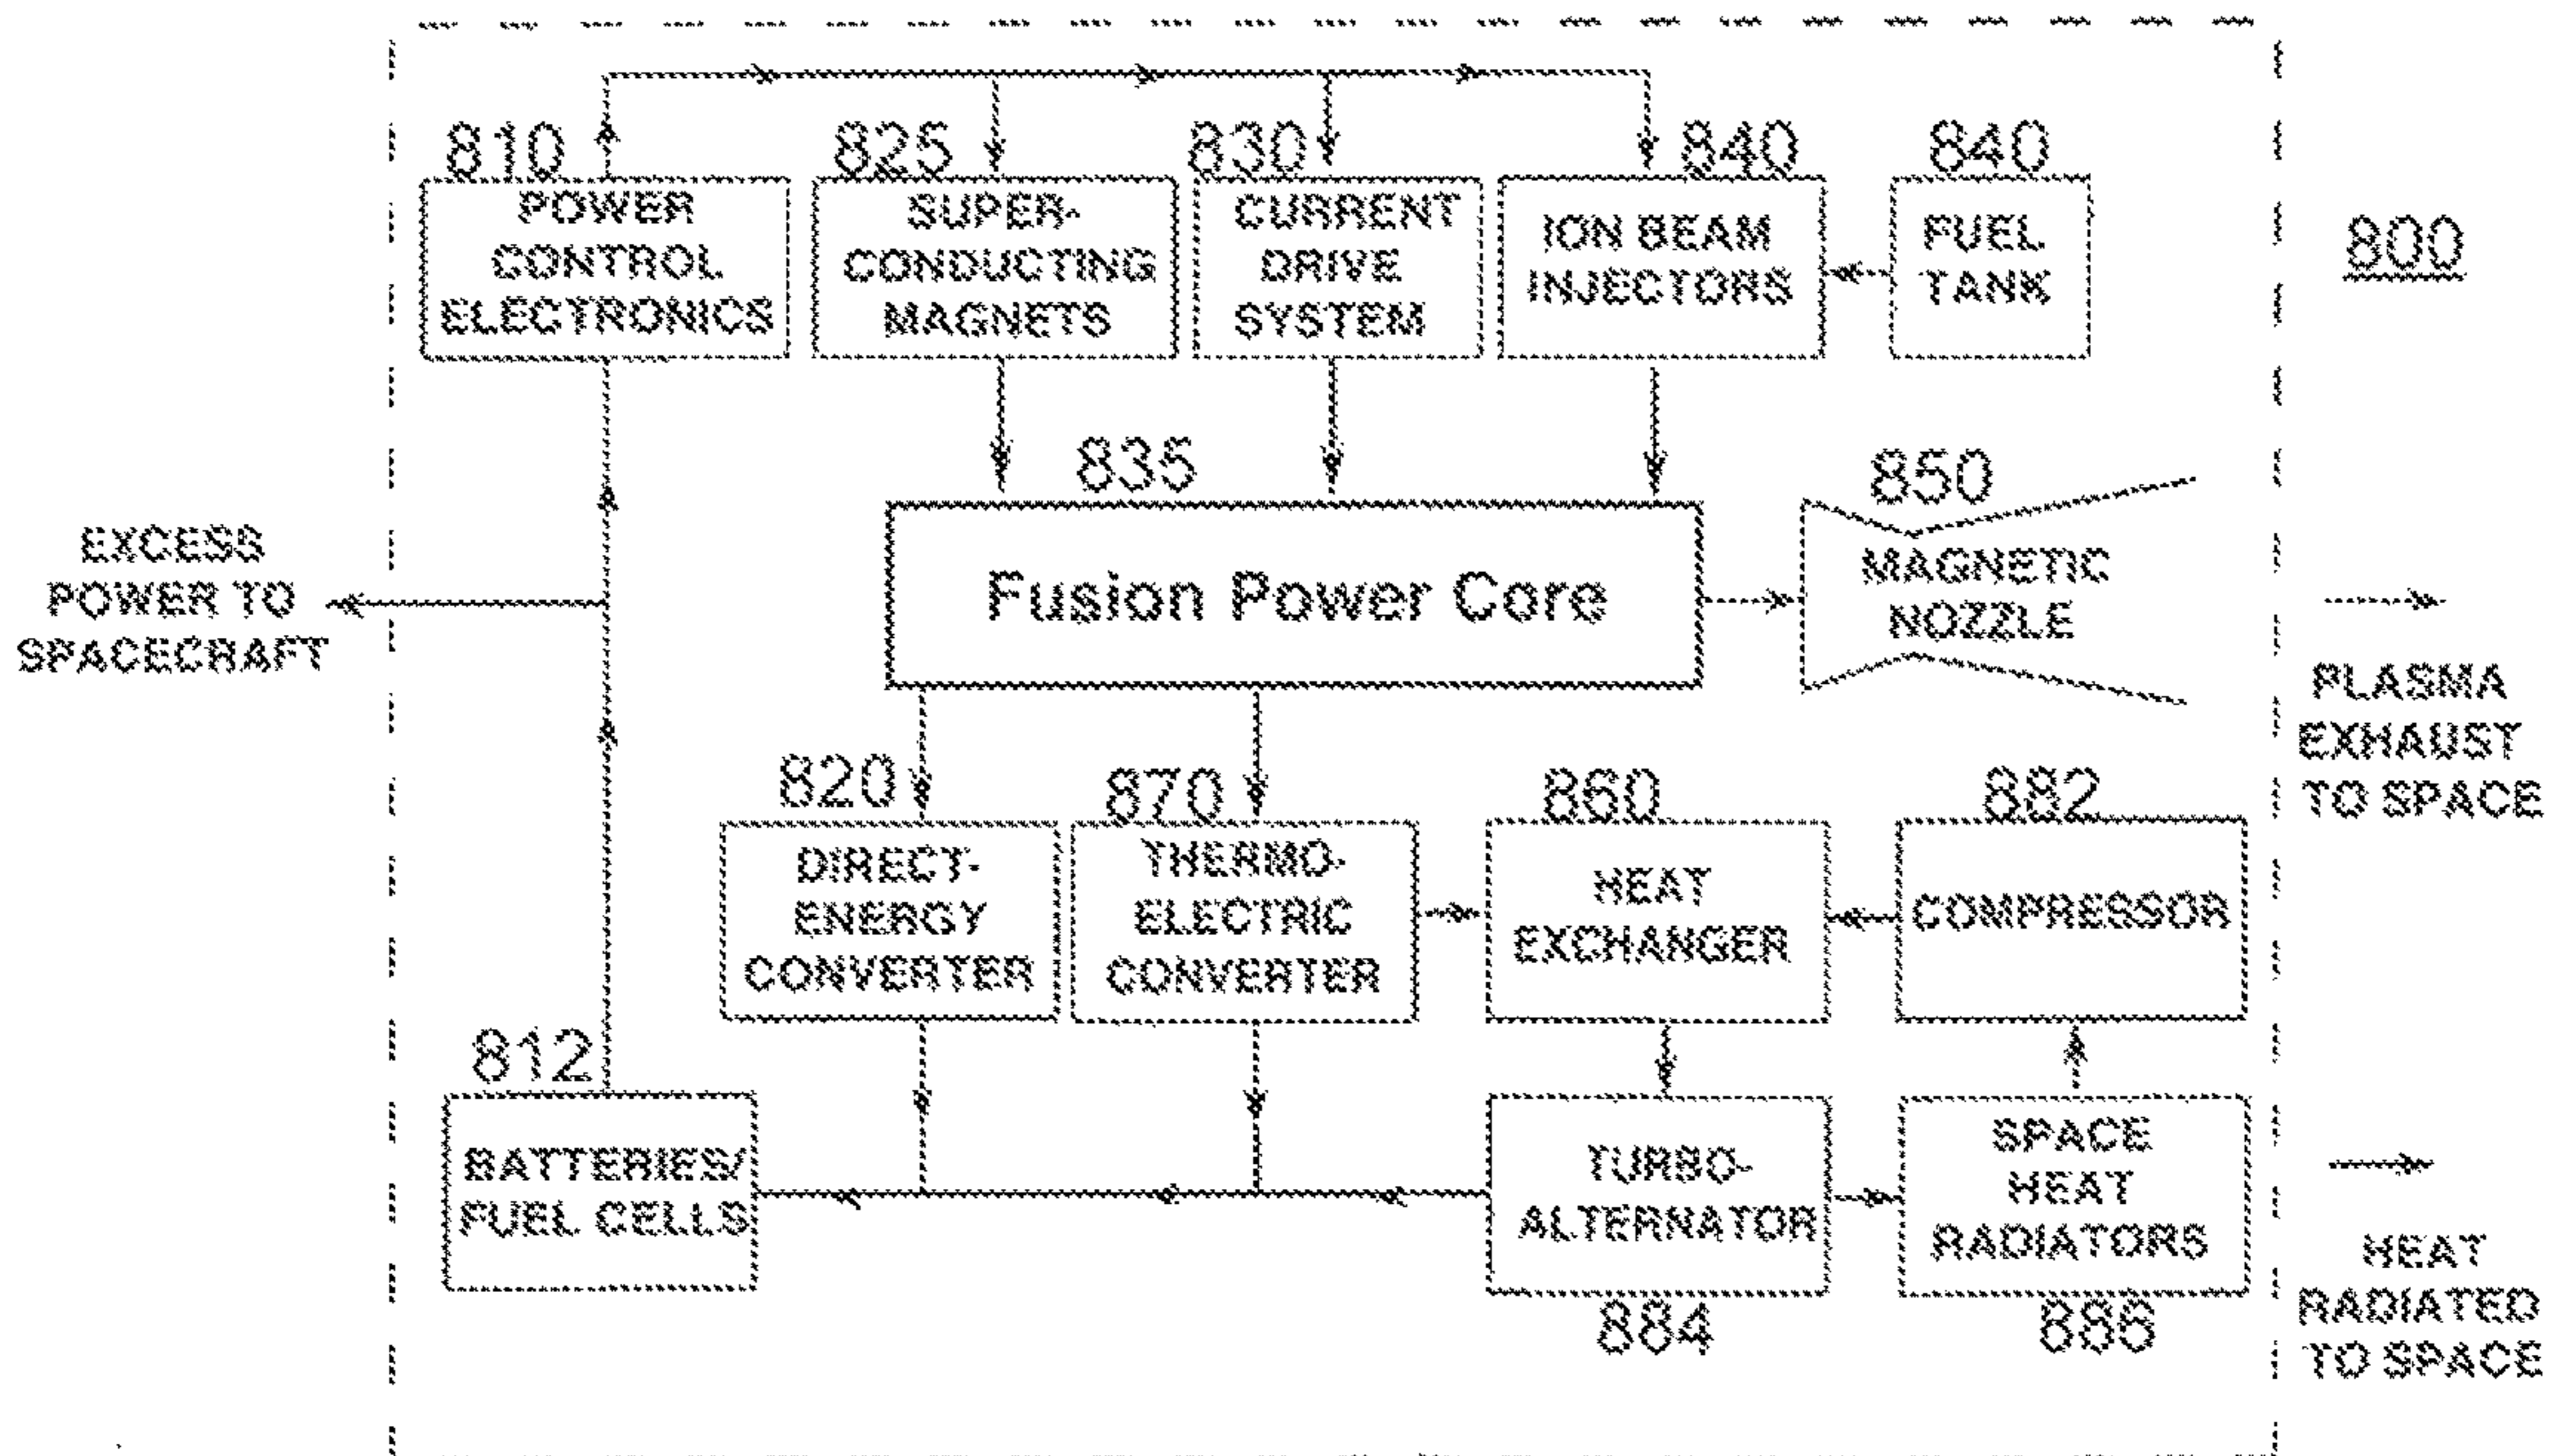 810
POWER
CONTROL
ELECTRONICS
825
SUPER-
CONDUCTING
MAGNETS
830
CURRENT
DRIVE
SYSTEM
840
ION BEAM
INJECTORS
840
FUEL
TANK
800
EXCESS
POWER TO
SPACECRAFT
835
Fusion Power Core
850
MAGNETIC
NOZZLE
PLASMA
EXHAUST
TO SPACE
820
DIRECT-
ENERGY
CONVERTER
870
THERMO-
ELECTRIC
CONVERTER
860
HEAT
EXCHANGER
882
COMPRESSOR
812
BATTERIES/
FUEL CELLS
TURBO-
ALTERNATOR
884
SPACE
HEAT
RADIATORS
886
HEAT
RADIATED
TO SPACE